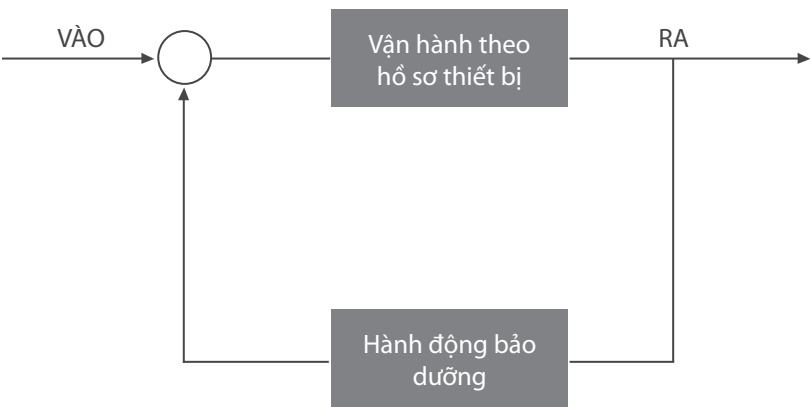 VÀO
Vận hành theo
hồ sơ thiết bị
RA
Hành động bảo
dưỡng